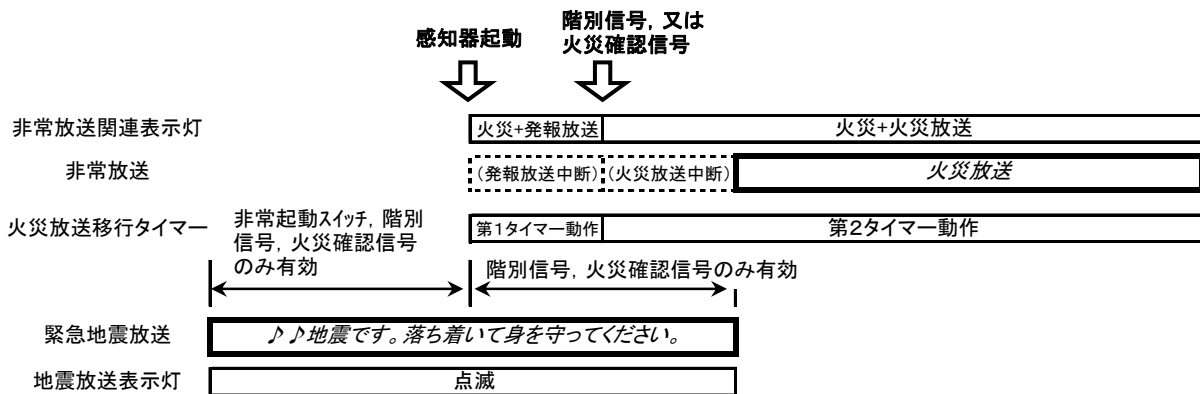 感知器起動
階別信号，又は
火災確認信号
非常放送関連表示灯
火災+発報放送
火災+火災放送
非常放送
(発報放送中断)
(火災放送中断)
火災放送
火災放送移行タイマー
非常起動スイッチ，階別
信号，火災確認信号
のみ有効
第1タイマー動作
第2タイマー動作
階別信号，火災確認信号のみ有効
緊急地震放送
♪♪地震です。落ち着いて身を守ってください。
地震放送表示灯
点滅